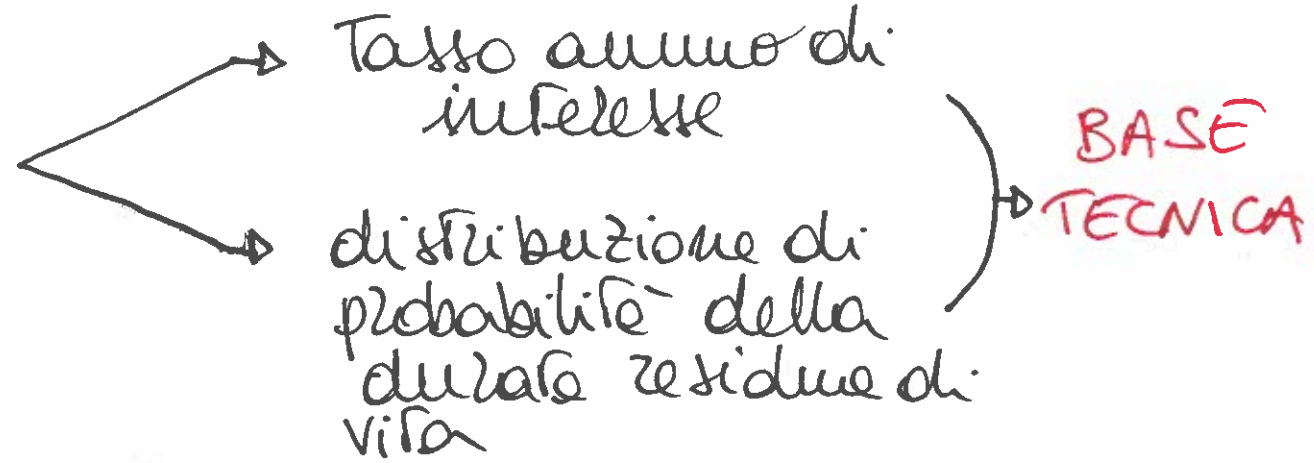 Tasso annuo di
interesse
distribuzione di
probabilità della
durata residua di
vita
BASE
TECNICA